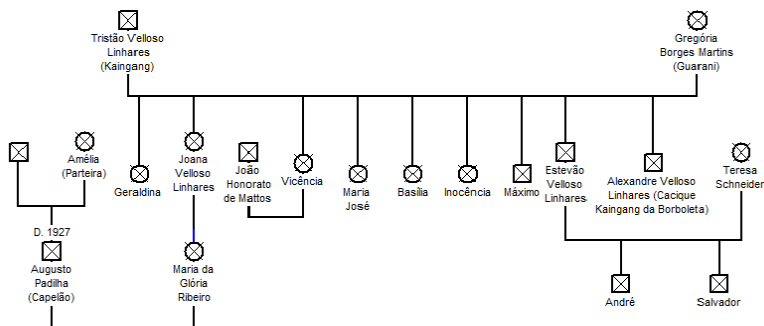 Tristão Velloso
Linhares
(Kaingang)
Gregória
Borges Martins
(Guarani)
Amélia
(Parteira)
Geraldina
Joana
Velloso
Linhares
João
Honorato
de Mattos
Vicência
Maria
José
Basília
Inocência
Máximo
Estevão
Velloso
Linhares
Alexandre Velloso
Linhares (Cacique
Kaingang da Borboleta)
Teresa
Schneider
D. 1927
Augusto
Padilha
(Capelão)
Maria da
Glória
Ribeiro
André
Salvador